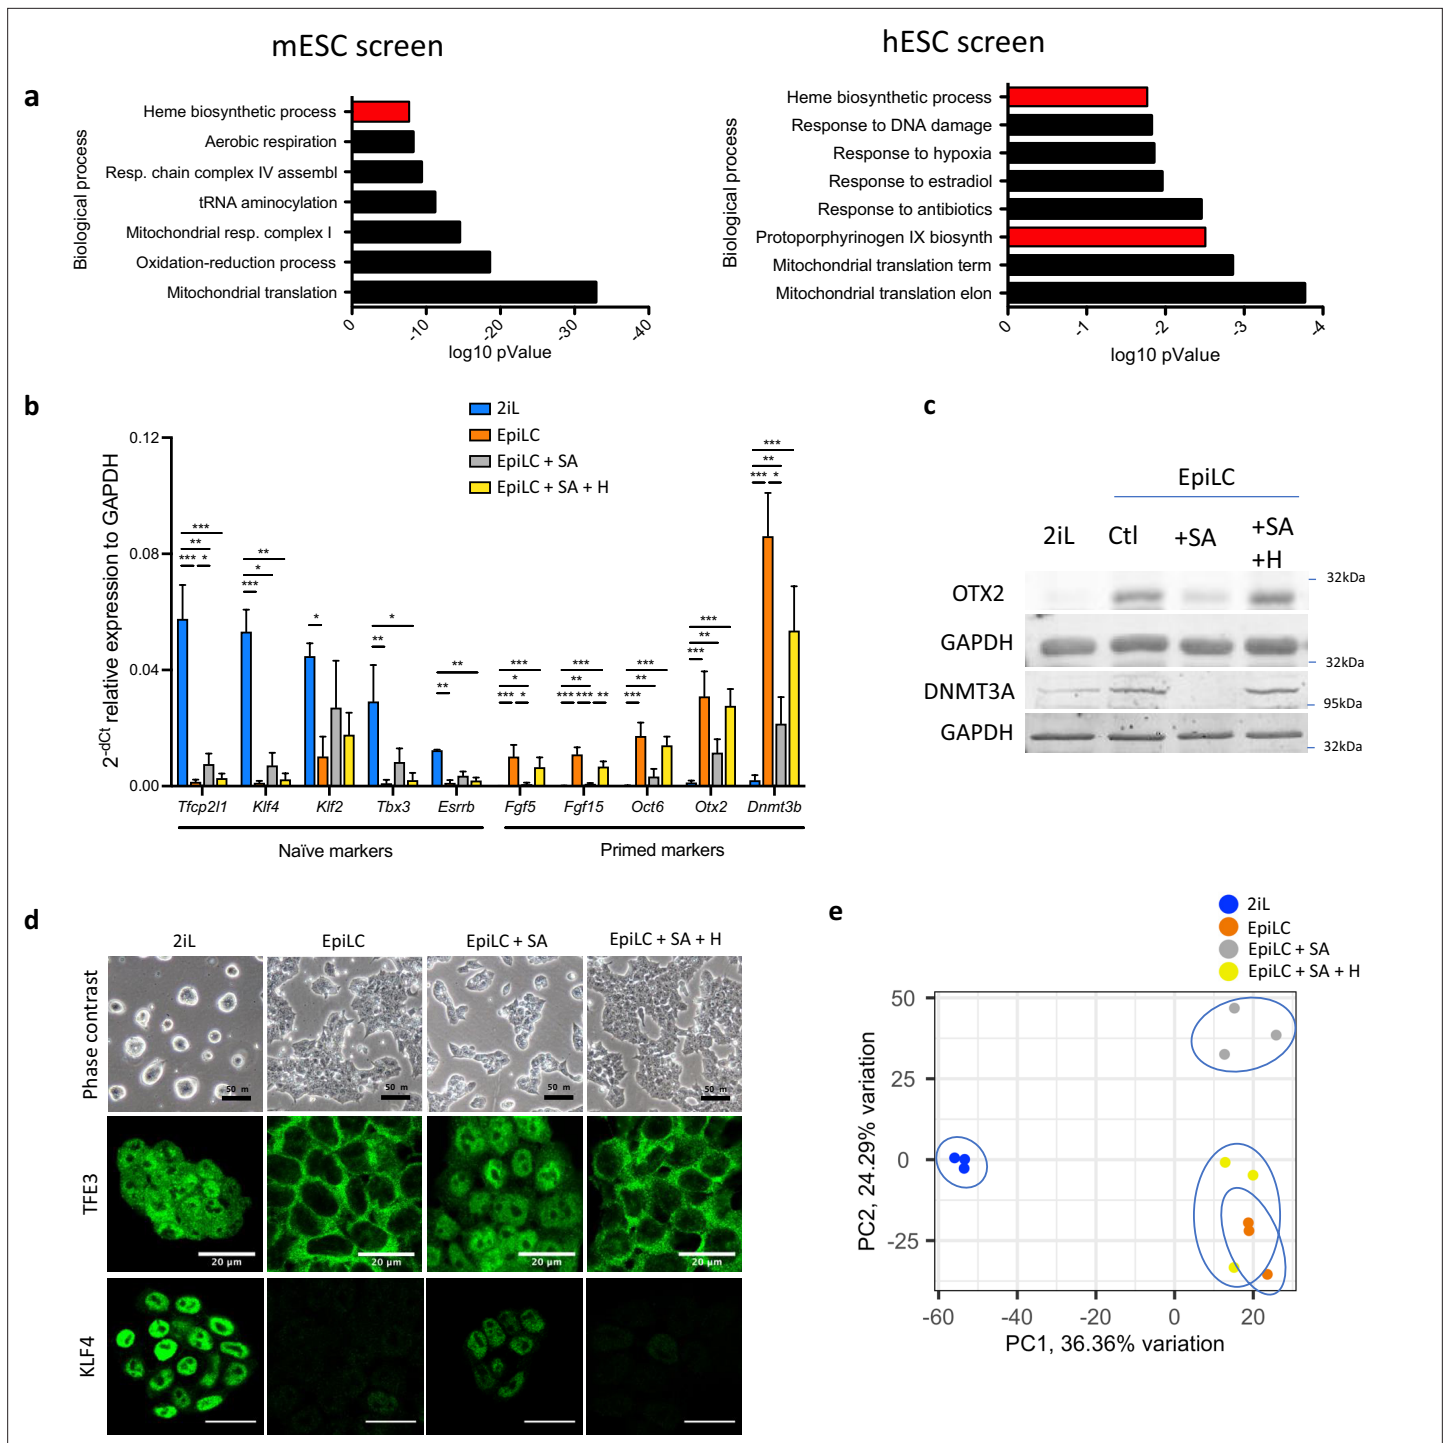 mESC screen
hESC screen
a
Biological process
Heme biosynthetic process
Aerobic respiration
Resp. chain complex IV assembl
tRNA aminocylation
Mitochondrial resp. complex I
Oxidation-reduction process
Mitochondrial translation
0 -10 -20 -30 -40
log10 pValue
Biological process
Heme biosynthetic process
Response to DNA damage
Response to hypoxia
Response to estradiol
Response to antibiotics
Protoporphyrinogen IX biosynth
Mitochondrial translation term
Mitochondrial translation elon
0 -1 -2 -3 -4
log10 pValue
b
2iL
EpiLC
EpiLC + SA
EpiLC + SA + H
2^-dCt relative expression to GAPDH
0.12
0.08
0.04
0.00
*** ** *** *
** * ***
*
* **
** **
*** * *** *
*** ** *** *** **
*** ** ***
*** ** ***
*** ** *** *
Tfcp2l1 Klf4 Klf2 Tbx3 Esrrb Fgf5 Fgf15 Oct6 Otx2 Dnmt3b
Naïve markers
Primed markers
c
EpiLC
2iL Ctl +SA +SA
+H
OTX2
32kDa
GAPDH
32kDa
DNMT3A
95kDa
GAPDH
32kDa
d
2iL EpiLC EpiLC + SA EpiLC + SA + H
Phase contrast
50 m 50 m 50 m 50 m
TFE3
20 µm 20 µm 20 µm 20 µm
KLF4
e
2iL
EpiLC
EpiLC + SA
EpiLC + SA + H
PC2, 24.29% variation
50
25
0
-25
-60 -40 -20 0 20
PC1, 36.36% variation